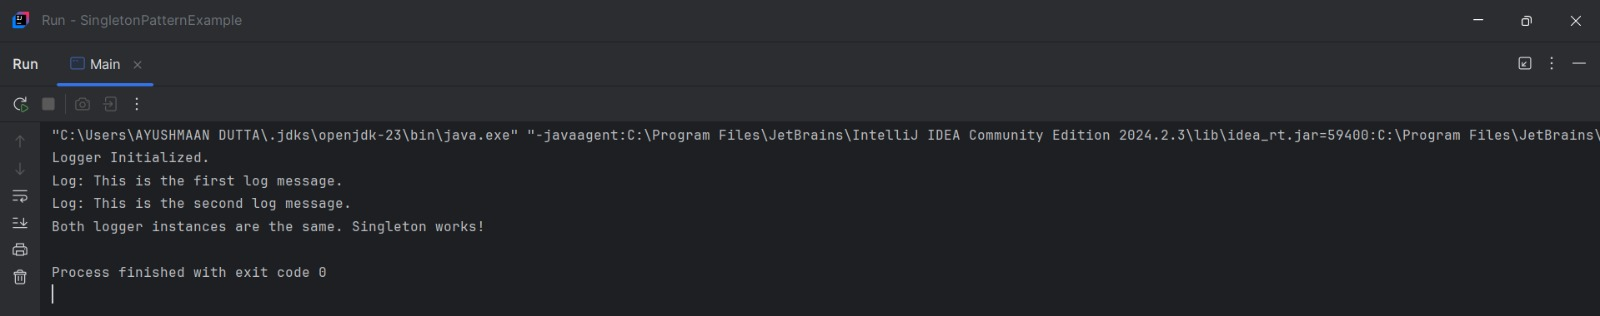 Run - SingletonPatternExample
Run
Main
"C:\Users\AYUSHMAAN DUTTA\.jdks\openjdk-23\bin\java.exe" "-javaagent:C:\Program Files\JetBrains\IntelliJ IDEA Community Edition 2024.2.3\lib\idea_rt.jar=59400:C:\Program Files\JetBrains\
Logger Initialized.
Log: This is the first log message.
Log: This is the second log message.
Both logger instances are the same. Singleton works!
Process finished with exit code 0